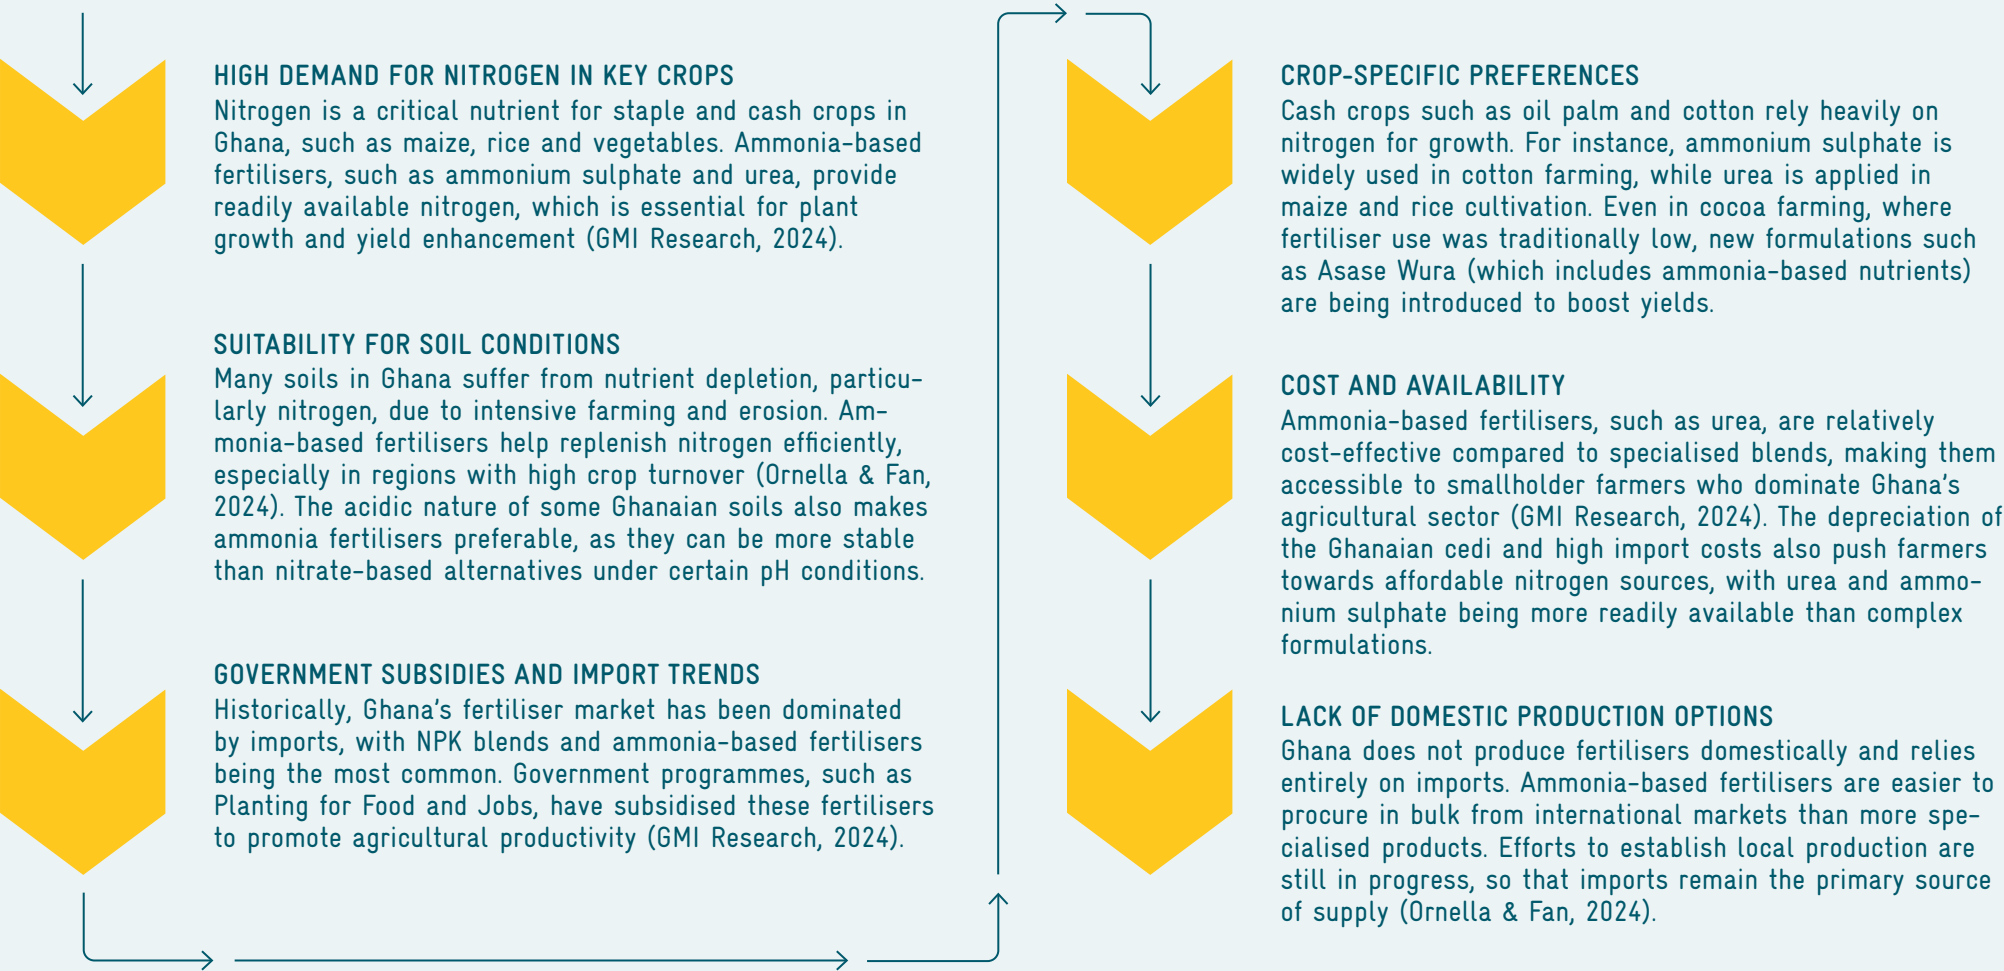 HIGH DEMAND FOR NITROGEN IN KEY CROPS
Nitrogen is a critical nutrient for staple and cash crops in
Ghana, such as maize, rice and vegetables. Ammonia-based
fertilisers, such as ammonium sulphate and urea, provide
readily available nitrogen, which is essential for plant
growth and yield enhancement (GMI Research, 2024).
SUITABILITY FOR SOIL CONDITIONS
Many soils in Ghana suffer from nutrient depletion, particu-
larly nitrogen, due to intensive farming and erosion. Am-
monia-based fertilisers help replenish nitrogen efficiently,
especially in regions with high crop turnover (Ornella & Fan,
2024). The acidic nature of some Ghanaian soils also makes
ammonia fertilisers preferable, as they can be more stable
than nitrate-based alternatives under certain pH conditions.
GOVERNMENT SUBSIDIES AND IMPORT TRENDS
Historically, Ghana's fertiliser market has been dominated
by imports, with NPK blends and ammonia-based fertilisers
being the most common. Government programmes, such as
Planting for Food and Jobs, have subsidised these fertilisers
to promote agricultural productivity (GMI Research, 2024).
CROP-SPECIFIC PREFERENCES
Cash crops such as oil palm and cotton rely heavily on
nitrogen for growth. For instance, ammonium sulphate is
widely used in cotton farming, while urea is applied in
maize and rice cultivation. Even in cocoa farming, where
fertiliser use was traditionally low, new formulations such
as Asase Wura (which includes ammonia-based nutrients)
are being introduced to boost yields.
COST AND AVAILABILITY
Ammonia-based fertilisers, such as urea, are relatively
cost-effective compared to specialised blends, making them
accessible to smallholder farmers who dominate Ghana's
agricultural sector (GMI Research, 2024). The depreciation of
the Ghanaian cedi and high import costs also push farmers
towards affordable nitrogen sources, with urea and ammo-
nium sulphate being more readily available than complex
formulations.
LACK OF DOMESTIC PRODUCTION OPTIONS
Ghana does not produce fertilisers domestically and relies
entirely on imports. Ammonia-based fertilisers are easier to
procure in bulk from international markets than more spe-
cialised products. Efforts to establish local production are
still in progress, so that imports remain the primary source
of supply (Ornella & Fan, 2024).